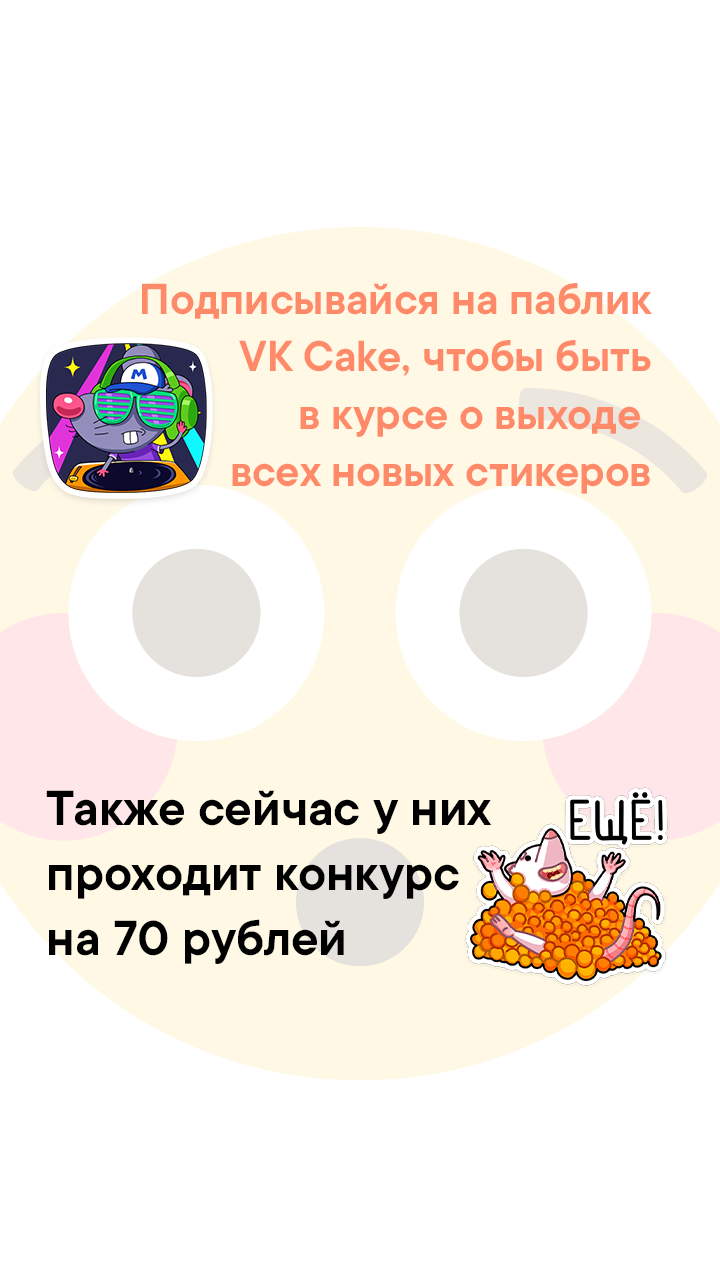 Подписывайся на паблик
VK Cake, чтобы быть
в курсе о выходе
всех новых стикеров
M
Также сейчас у них
проходит конкурс
на 70 рублей
ЕЩЁ!